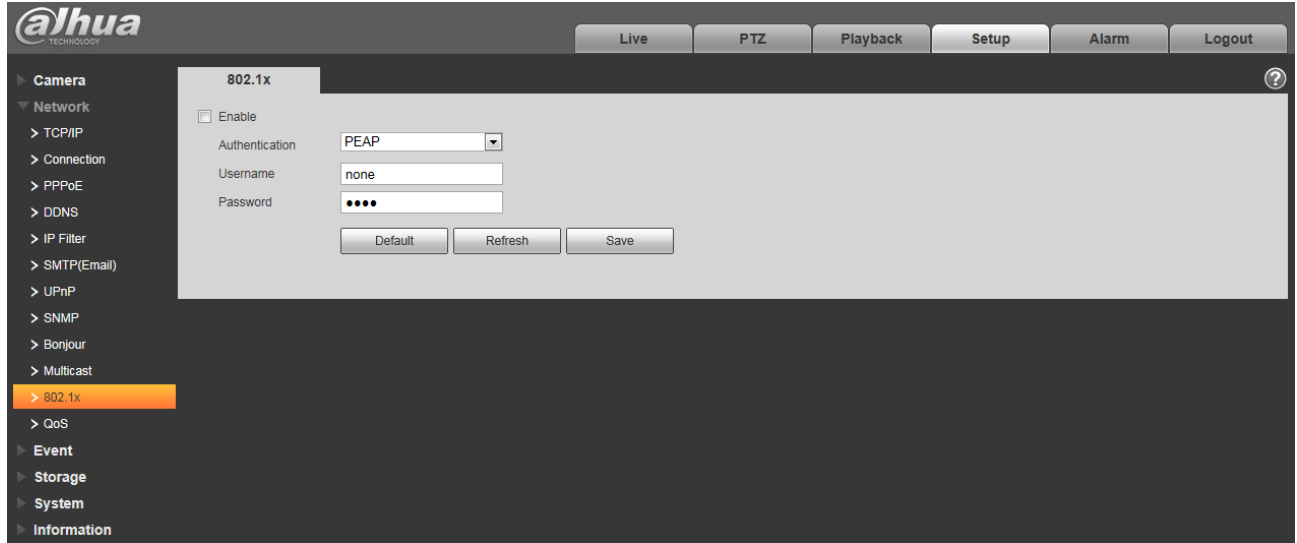 alhua
TECHNOLOGY
Live PTZ Playback Setup Alarm Logout
Camera
Network
> TCP/IP
> Connection
> PPPoE
> DDNS
> IP Filter
> SMTP(Email)
> UPnP
> SNMP
> Bonjour
> Multicast
> 802.1x
> QoS
Event
Storage
System
Information
802.1x
?
Enable
Authentication PEAP
Username none
Password ●●●●
Default Refresh Save